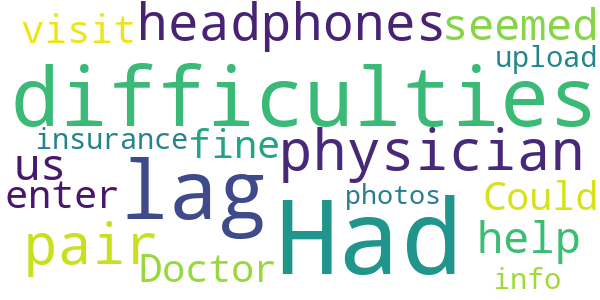 visit headphones seemed
upload
difficulties
insurance fine physician
us lag
enter photos Could
Had
pair help
Doctor info